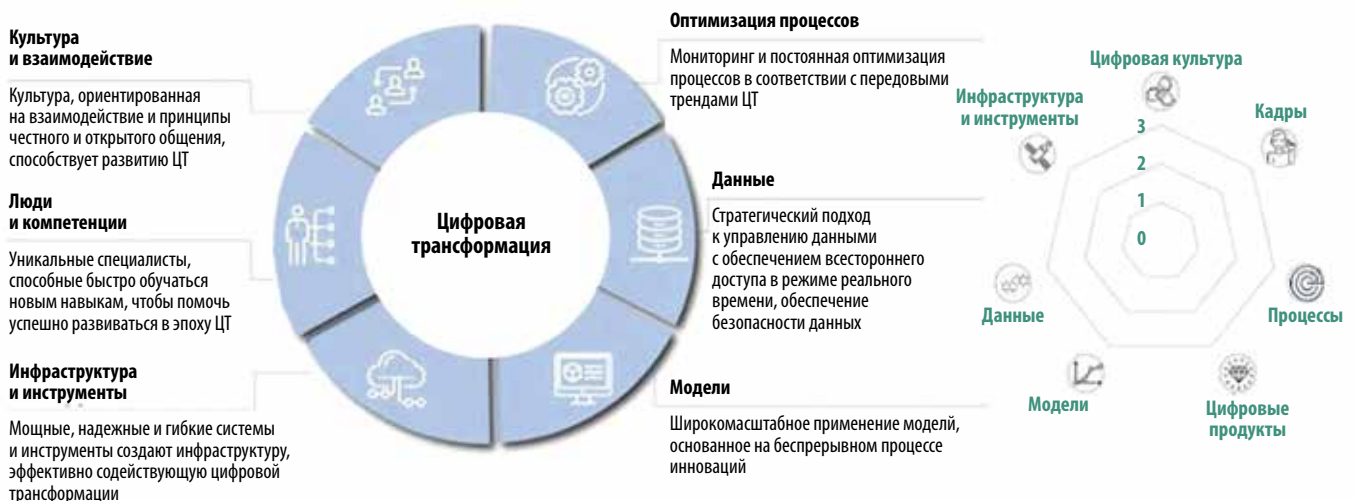 Культура
и взаимодействие
Культура, ориентированная
на взаимодействие и принципы
честного и открытого общения,
способствует развитию ЦТ
Люди
и компетенции
Уникальные специалисты,
способные быстро обучаться
новым навыкам, чтобы помочь
успешно развиваться в эпоху ЦТ
Инфраструктура
и инструменты
Мощные, надежные и гибкие системы
и инструменты создают инфраструктуру,
эффективно содействующую цифровой
трансформации
Цифровая
трансформация
Оптимизация процессов
Мониторинг и постоянная оптимизация
процессов в соответствии с передовыми
трендами ЦТ
Данные
Стратегический подход
к управлению данными
с обеспечением всестороннего
доступа в режиме реального
времени, обеспечение
безопасности данных
Модели
Широкомасштабное применение моделй,
основанное на беспрерывном процессе
инноваций
Цифровая культура
Инфраструктура
и инструменты
Кадры
3
2
1
0
Данные
Процессы
Модели
Цифровые
продукты